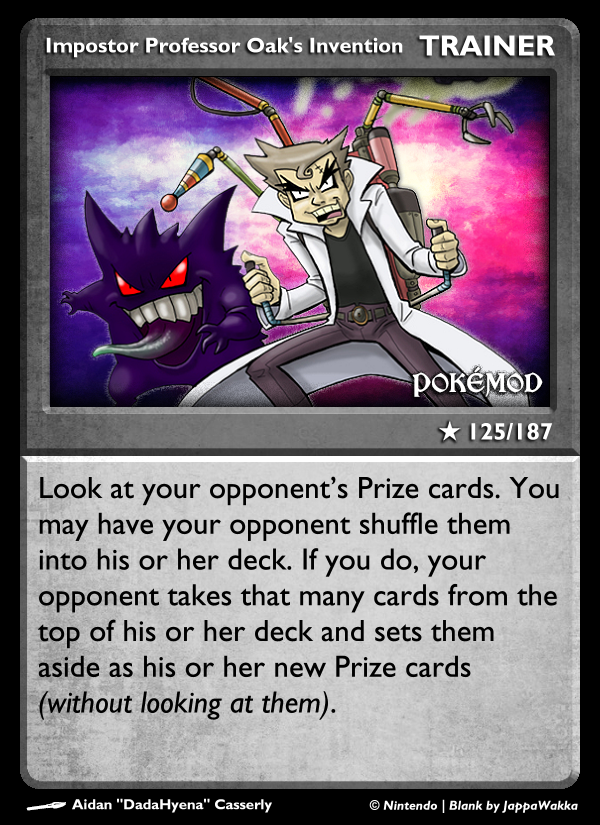 Impostor Professor Oak's Invention TRAINER
POKÉMOD
★ 125/187
Look at your opponent’s Prize cards. You
may have your opponent shuffle them
into his or her deck. If you do, your
opponent takes that many cards from the
top of his or her deck and sets them
aside as his or her new Prize cards
(without looking at them).
Aidan "DadaHyena" Casserly © Nintendo | Blank by JappaWakka